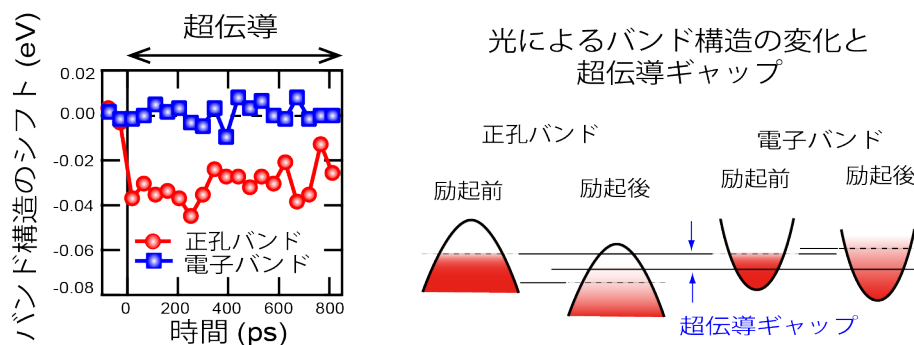 超伝導
バンド構造のシフト (eV)
0.02
0.00
-0.02
-0.04
-0.06
-0.08
正孔バンド
電子バンド
0
200
400
600
800
時間 (ps)
光によるバンド構造の変化と
超伝導ギャップ
正孔バンド
電子バンド
励起前
励起後
励起前
励起後
超伝導ギャップ